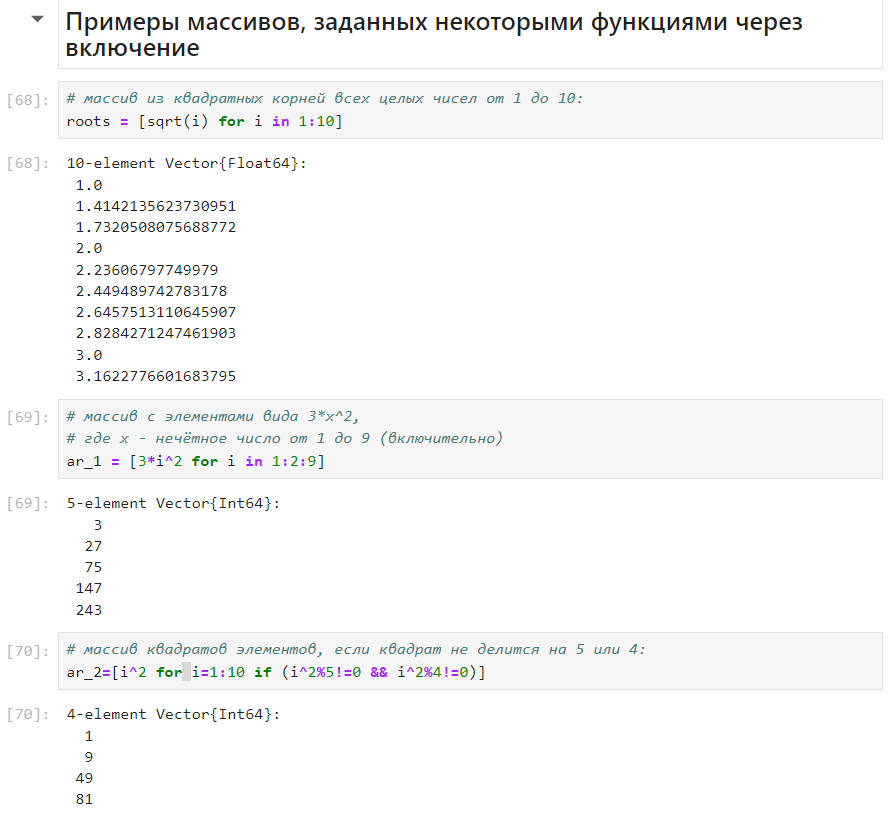 Примеры массивов, заданных некоторыми функциями через
включение
[68]:
# массив из квадратных корней всех целых чисел от 1 до 10:
roots = [sqrt(i) for i in 1:10]
[68]:
10-element Vector{Float64}:
1.0
1.4142135623730951
1.7320508075688772
2.0
2.23606797749979
2.449489742783178
2.6457513110645907
2.8284271247461903
3.0
3.1622776601683795
[69]:
# массив с элементами вида 3*x^2,
# где x - нечётное число от 1 до 9 (включительно)
ar_1 = [3*i^2 for i in 1:2:9]
[69]:
5-element Vector{Int64}:
3
27
75
147
243
[70]:
# массив квадратов элементов, если квадрат не делится на 5 или 4:
ar_2=[i^2 for i=1:10 if (i^2%5!=0 && i^2%4!=0)]
[70]:
4-element Vector{Int64}:
1
9
49
81